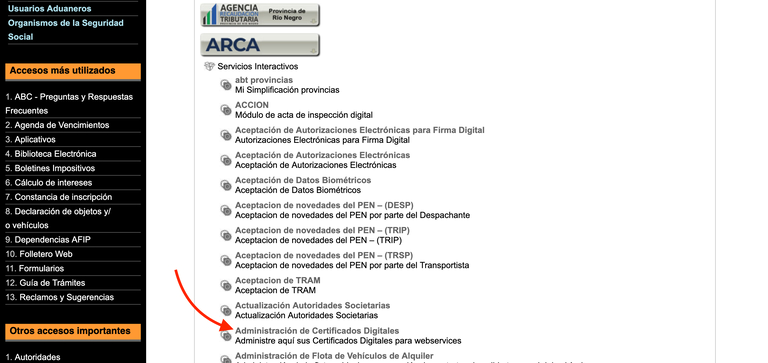 Usuarios Aduaneros
Organismos de la Seguridad
Social
Accesos más utilizados
1. ABC - Preguntas y Respuestas
Frecuentes
2. Agenda de Vencimientos
3. Aplicativos
4. Biblioteca Electrónica
5. Boletines Impositivos
6. Cálculo de intereses
7. Constancia de inscripción
8. Declaración de objetos y/
o vehículos
9. Dependencias AFIP
10. Folletero Web
11. Formularios
12. Guía de Trámites
13. Reclamos y Sugerencias
Otros accesos importantes
1. Autoridades
AGENCIA
RECAUDACIÓN
TRIBUTARIA
Provincia de
Río Negro
ARCA
Servicios Interactivos
abt provincias
Mi Simplificación provincias
ACCION
Módulo de acta de inspección digital
Aceptación de Autorizaciones Electrónicas para Firma Digital
Autorizaciones Electrónicas para Firma Digital
Aceptación de Autorizaciones Electrónicas
Aceptación de Autorizaciones Electrónicas
Aceptación de Datos Biométricos
Aceptación de Datos Biométricos
Aceptacion de novedades del PEN – (DESP)
Aceptacion de novedades del PEN por parte del Despachante
Aceptacion de novedades del PEN – (TRIP)
Aceptacion de novedades del PEN – (TRIP)
Aceptacion de novedades del PEN – (TRSP)
Aceptacion de novedades del PEN por parte del Transportista
Aceptacion de TRAM
Aceptacion de TRAM
Actualización Autoridades Societarias
Actualización Autoridades Societarias
Administración de Certificados Digitales
Administre aquí sus Certificados Digitales para webservices
Administración de Flota de Vehículos de Alquiler